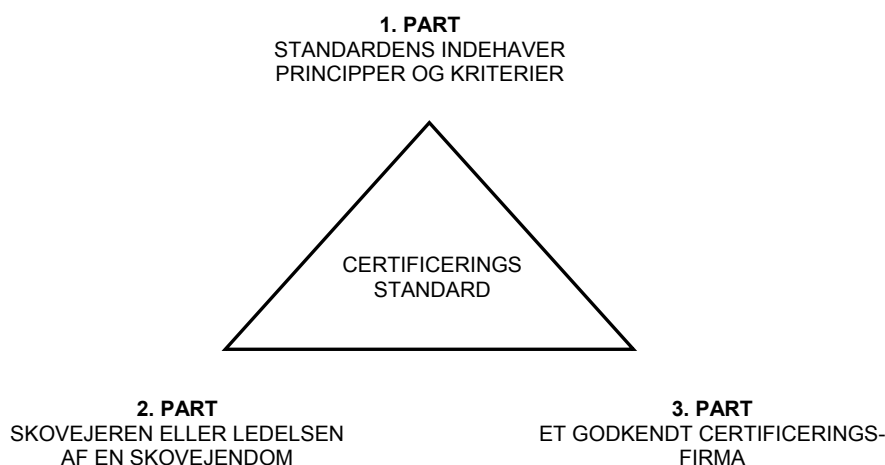 1. PART
STANDARDENS INDEHAVER
PRINCIPPER OG KRITERIER
CERTIFICERINGS
STANDARD
2. PART
SKOVEJEREN ELLER LEDELSEN
AF EN SKOVEJENDOM
3. PART
ET GODKENDT CERTIFICERINGS-
FIRMA